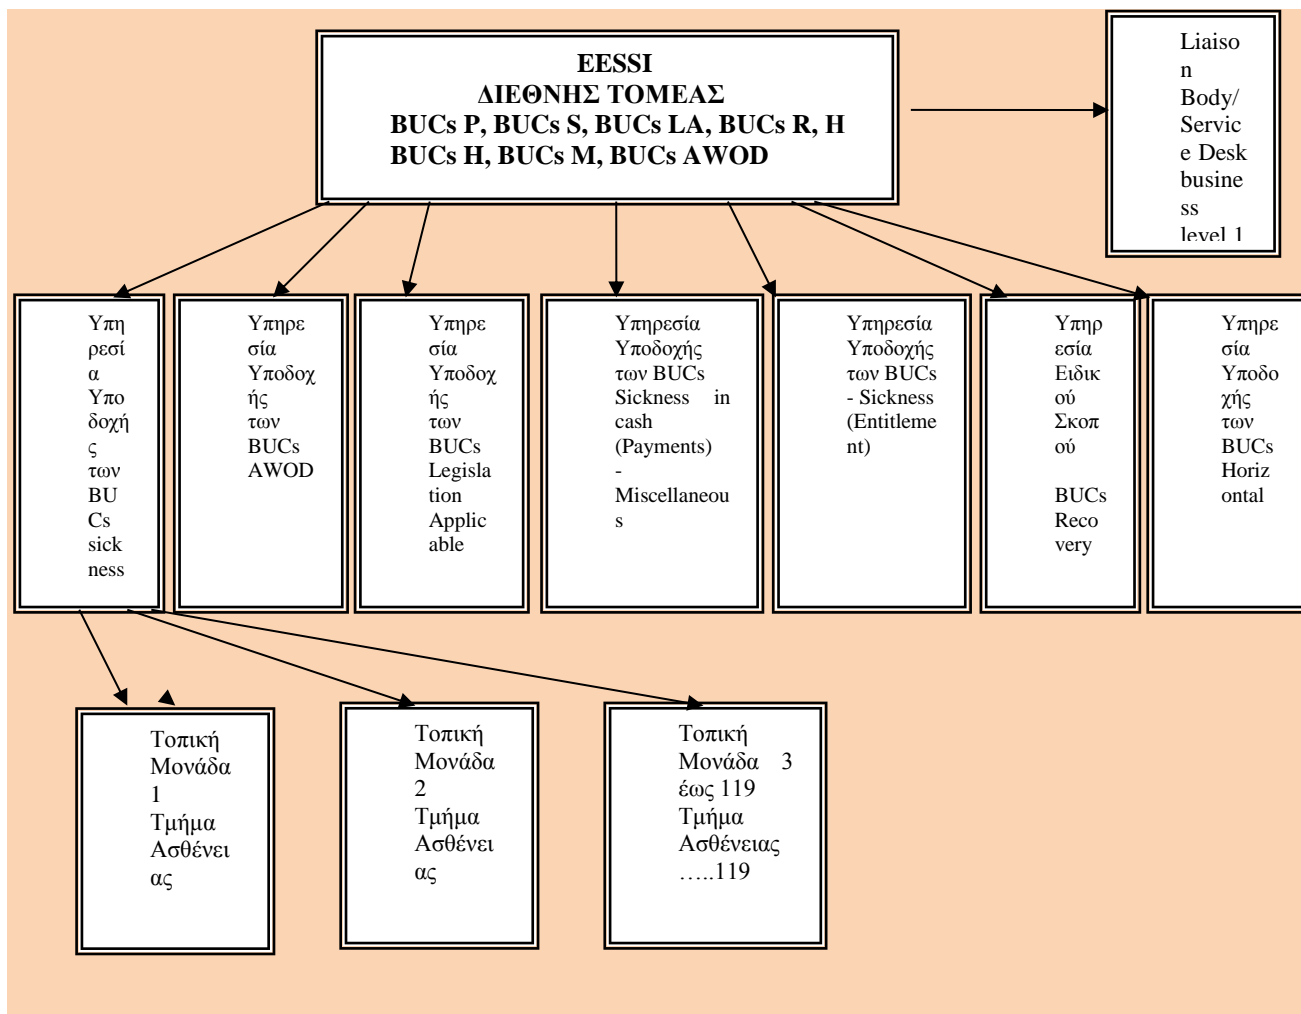 EESSI
ΔΙΕΘΝΗΣ ΤΟΜΕΑΣ
BUCs P, BUCs S, BUCs LA, BUCs R, H
BUCs H, BUCs M, BUCs AWOD
Liaiso
n
Body/
Servic
e Desk
busine
ss
level 1
Υπη
ρεσί
α
Υπο
δοχή
ς
των
BU
Cs
sick
ness
Υπηρε
σία
Υποδοχ
ής
των
BUCs
AWOD
Υπηρε
σία
Υποδοχ
ής
των
BUCs
Legisla
tion
Applic
able
Υπηρεσία
Υποδοχής
των BUCs
Sickness in
cash
(Payments)
-
Miscellaneou
s
Υπηρεσία
Υποδοχής
των BUCs
- Sickness
(Entitleme
nt)
Υπηρ
εσία
Ειδικ
ού
Σκοπ
ού
BUCs
Reco
very
Υπηρε
σία
Υποδο
χής
των
BUCs
Horiz
ontal
Τοπική
Μονάδα
1
Τμήμα
Ασθένει
ας
Τοπική
Μονάδα
2
Τμήμα
Ασθένει
ας
Τοπική
Μονάδα 3
έως 119
Τμήμα
Ασθένειας
…..119